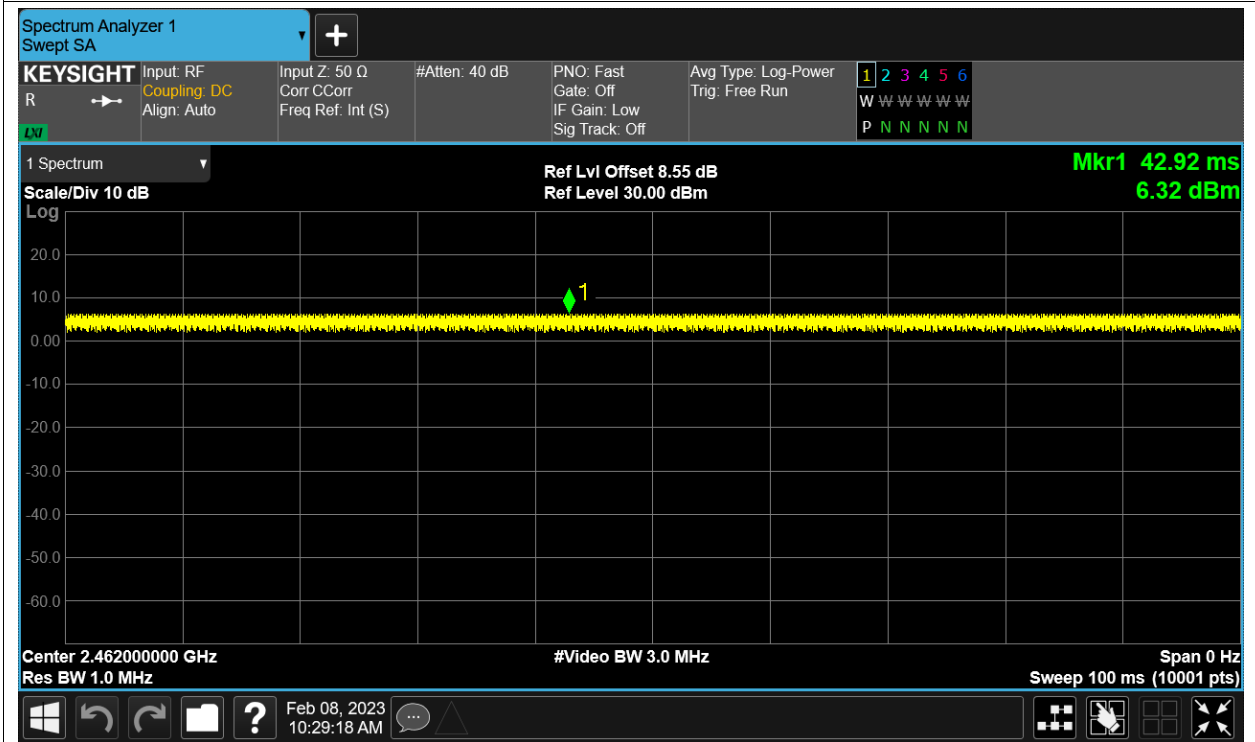 Spectrum Analyzer 1
Swept SA
▼
+
KEYSIGHT
R
LXI
Input: RF
Coupling: DC
Align: Auto
Input Z: 50 Ω
Corr CCorr
Freq Ref: Int (S)
#Atten: 40 dB
PNO: Fast
Gate: Off
IF Gain: Low
Sig Track: Off
Avg Type: Log-Power
Trig: Free Run
1 2 3 4 5 6
W W W W W W
P N N N N N
1 Spectrum ▼
Scale/Div 10 dB
Log
Ref Lvl Offset 8.55 dB
Ref Level 30.00 dBm
Mkr1 42.92 ms
6.32 dBm
20.0
10.0
1
0.00
-10.0
-20.0
-30.0
-40.0
-50.0
-60.0
Center 2.462000000 GHz
Res BW 1.0 MHz
#Video BW 3.0 MHz
Span 0 Hz
Sweep 100 ms (10001 pts)
?
Feb 08, 2023
10:29:18 AM